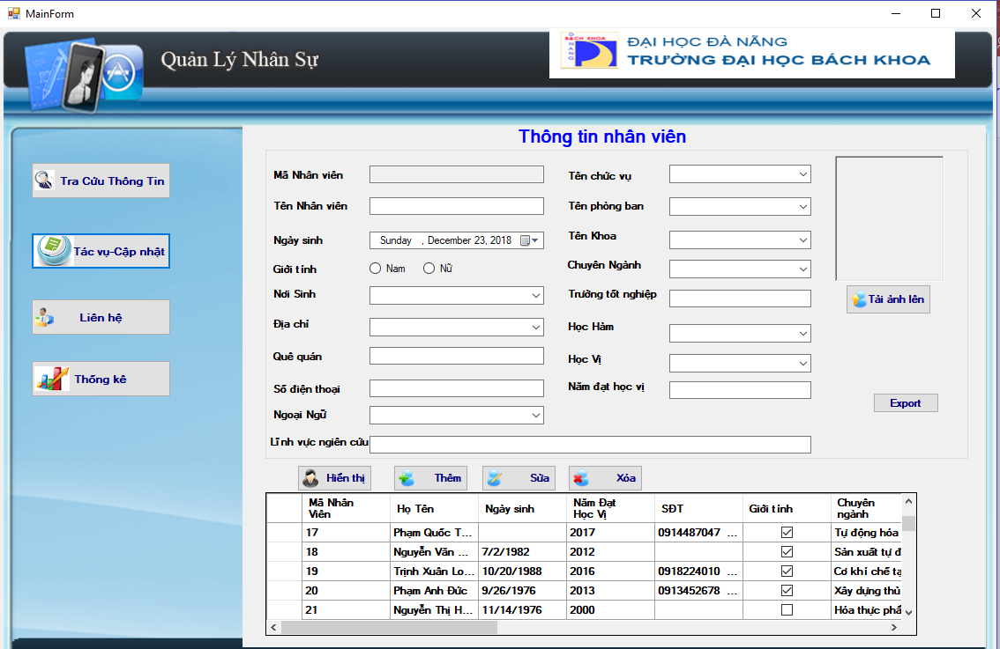 MainForm
Quản Lý Nhân Sự
BÁCH KHOA
ĐÀ NẴNG
ĐẠI HỌC ĐÀ NẴNG
TRƯỜNG ĐẠI HỌC BÁCH KHOA
Thông tin nhân viên
Tra Cứu Thông Tin
Tác vụ-Cập nhật
Liên hệ
Thống kê
Mã Nhân viên
Tên Nhân viên
Ngày sinh
Sunday , December 23, 2018
Giới tính
Nam
Nữ
Nơi Sinh
Địa chỉ
Quê quán
Số điện thoại
Ngoại Ngữ
Lĩnh vực ngiên cứu
Tên chức vụ
Tên phòng ban
Tên Khoa
Chuyên Ngành
Trường tốt nghiệp
Học Hàm
Học Vị
Năm đạt học vị
Tải ảnh lên
Export
Hiển thị
Thêm
Sửa
Xóa
Mã Nhân Viên Họ Tên Ngày sinh Năm Đạt Học Vị SĐT Giới tính Chuyên ngành
17 Phạm Quốc T... 2017 0914487047 ... Tự động hóa
18 Nguyễn Văn ... 7/2/1982 2012 Sản xuất tự đ
19 Trịnh Xuân Lo... 10/20/1988 2016 0918224010 ... Cơ khí chế tạ
20 Phạm Anh Đức 9/26/1976 2013 0913452678 ... Xây dựng thủ
21 Nguyễn Thị H... 11/14/1976 2000 Hóa thực phẩ